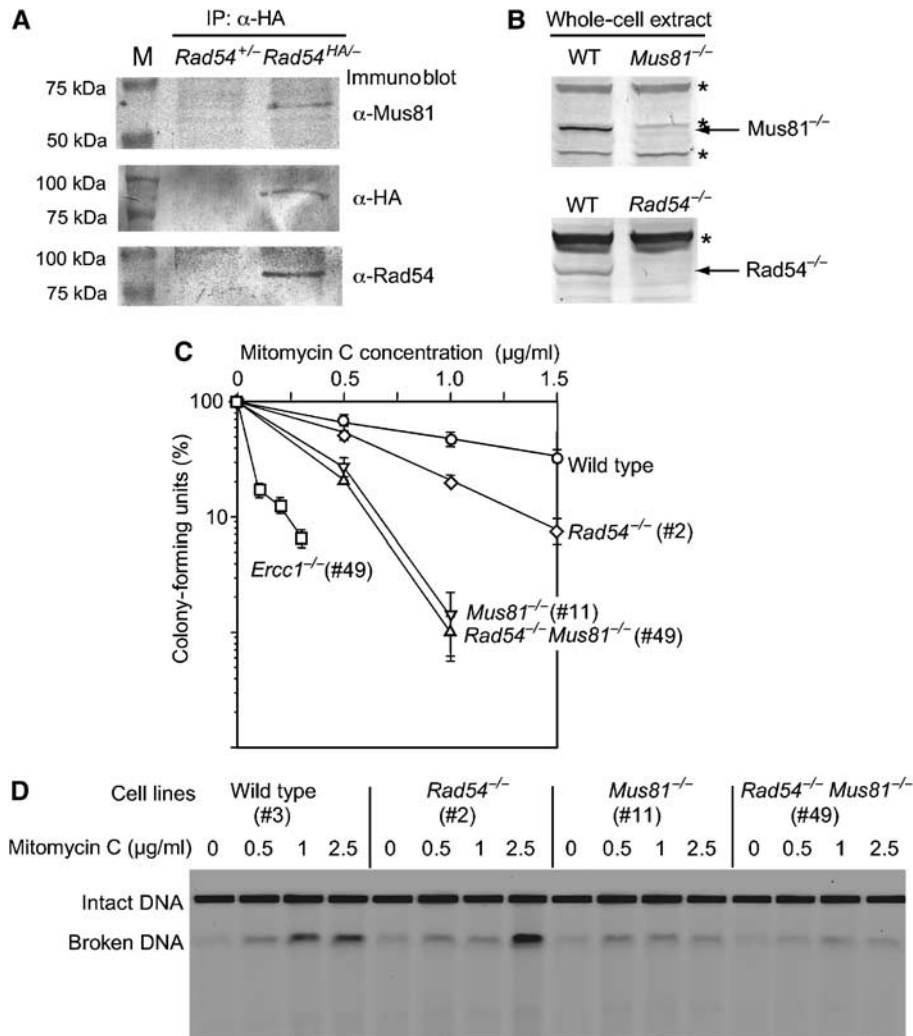 A
IP: α-HA
M Rad54+/– RadHA/–
Immunoblot
75 kDa
α-Mus81
50 kDa
100 kDa
α-HA
75 kDa
100 kDa
α-Rad54
75 kDa
B
Whole-cell extract
WT Mus81–/–
*
*
Mus81–/–
*
WT Rad54–/–
*
Rad54–/–
C
Mitomycin C concentration (μg/ml)
0 0.5 1.0 1.5
100
10
Colony-forming units (%)
Wild type
Rad54–/– (#2)
Ercc1–/– (#49)
Mus81–/– (#11)
Rad54–/– Mus81–/– (#49)
D
Cell lines
Wild type
(#3)
Rad54–/–
(#2)
Mus81–/–
(#11)
Rad54–/– Mus81–/–
(#49)
Mitomycin C (μg/ml) 0 0.5 1 2.5 0 0.5 1 2.5 0 0.5 1 2.5 0 0.5 1 2.5
Intact DNA
Broken DNA